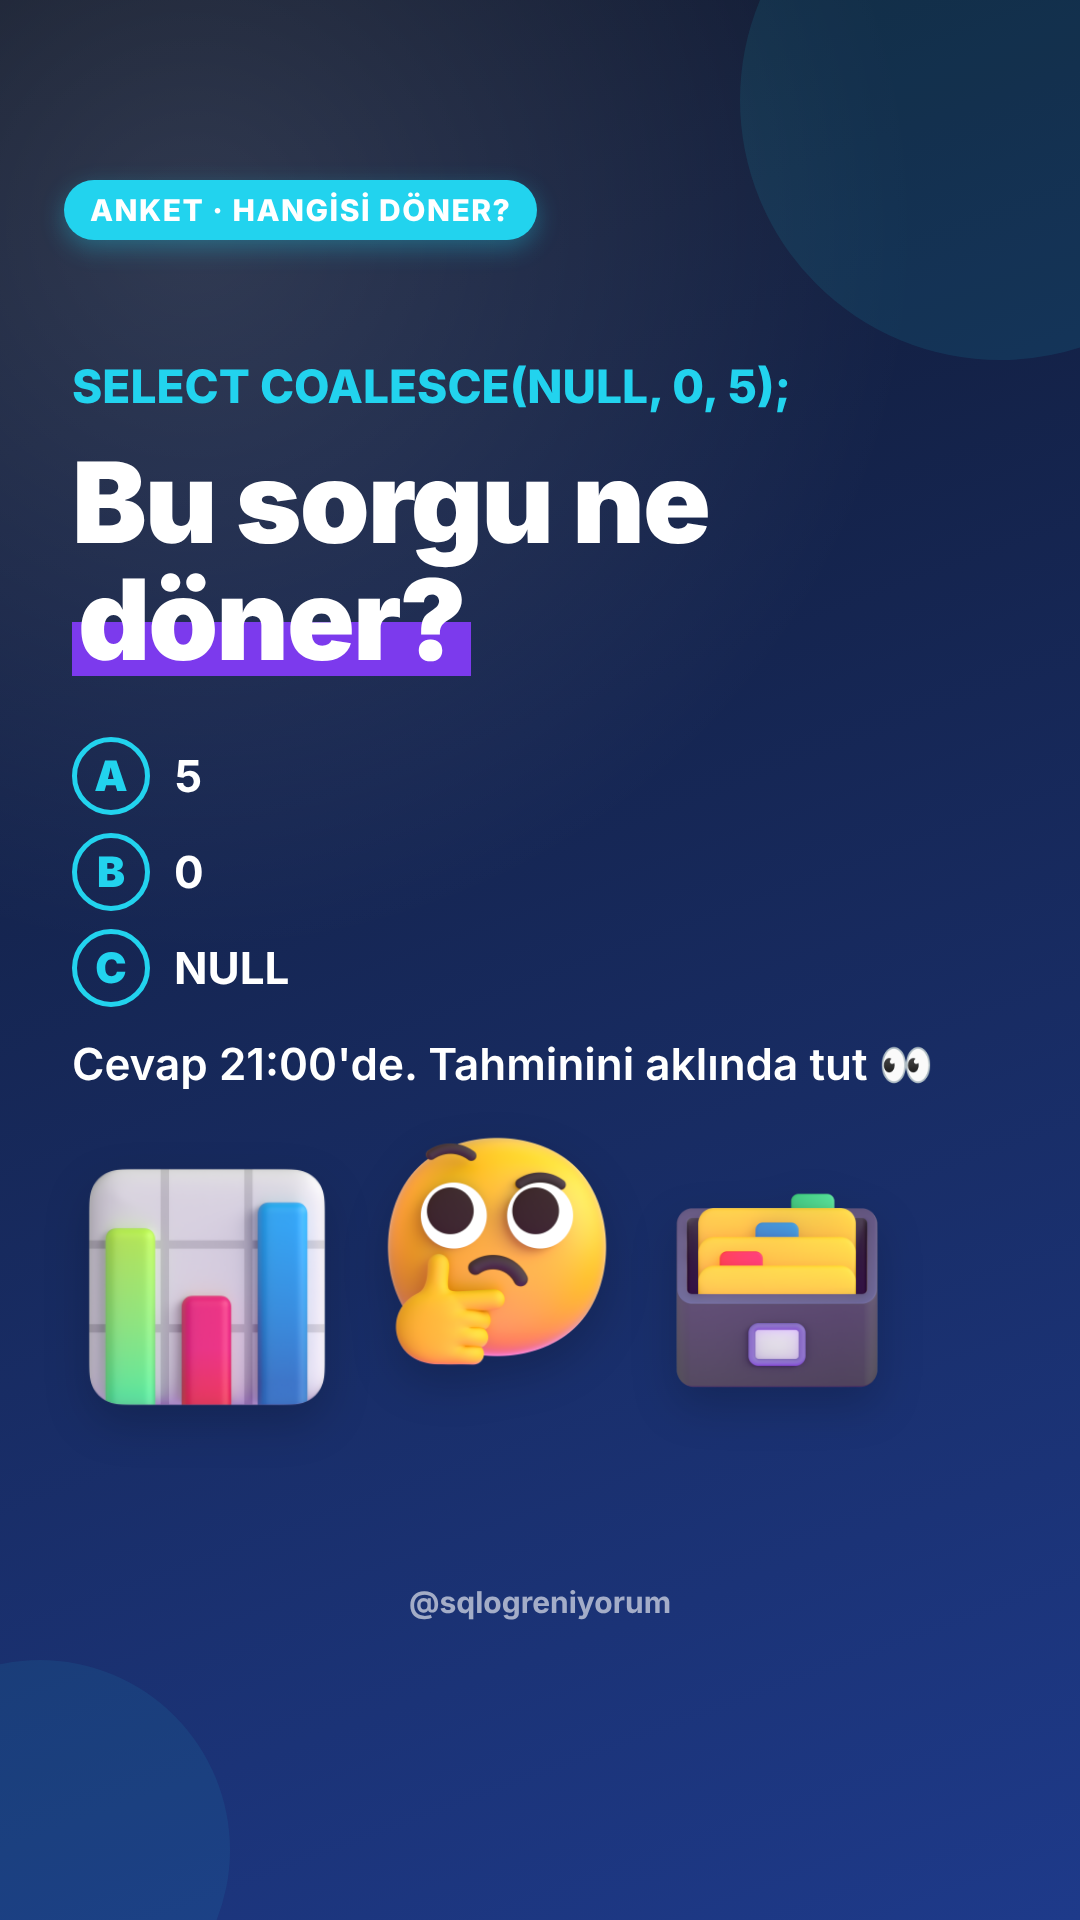 ANKET · HANGİSİ DÖNER?
SELECT COALESCE(NULL, 0, 5);
Bu sorgu ne
döner?
A 5
B 0
C NULL
Cevap 21:00'de. Tahminini aklında tut 👀
@sqlogreniyorum